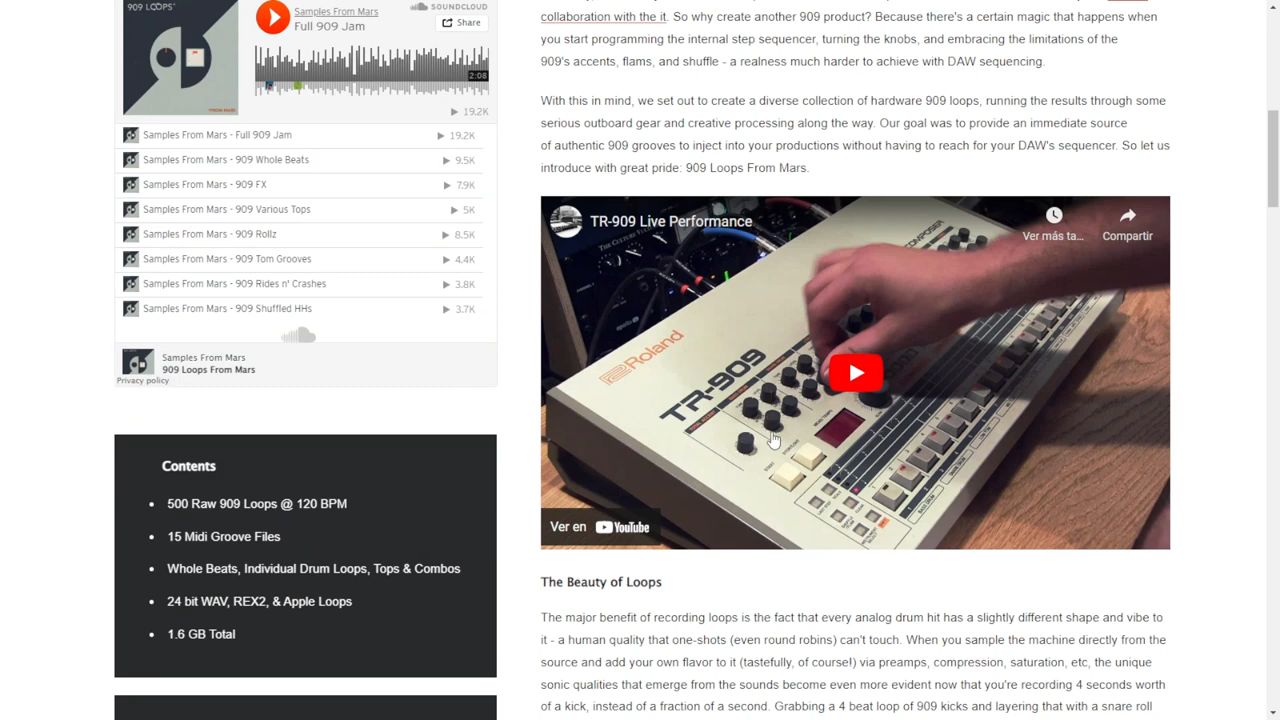 909 LOOPS
FROM MARS
Samples From Mars
Full 909 Jam
SOUNDCLOUD
Share
2:08
19.2K
Samples From Mars - Full 909 Jam 19.2K
Samples From Mars - 909 Whole Beats 9.5K
Samples From Mars - 909 FX 7.9K
Samples From Mars - 909 Various Tops 5K
Samples From Mars - 909 Rollz 8.5K
Samples From Mars - 909 Tom Grooves 4.4K
Samples From Mars - 909 Rides n' Crashes 3.8K
Samples From Mars - 909 Shuffled HHs 3.7K
Samples From Mars
909 Loops From Mars
Privacy policy
Contents
• 500 Raw 909 Loops @ 120 BPM
• 15 Midi Groove Files
• Whole Beats, Individual Drum Loops, Tops & Combos
• 24 bit WAV, REX2, & Apple Loops
• 1.6 GB Total
collaboration with the it. So why create another 909 product? Because there's a certain magic that happens when
you start programming the internal step sequencer, turning the knobs, and embracing the limitations of the
909's accents, flams, and shuffle - a realness much harder to achieve with DAW sequencing.
With this in mind, we set out to create a diverse collection of hardware 909 loops, running the results through some
serious outboard gear and creative processing along the way. Our goal was to provide an immediate source
of authentic 909 grooves to inject into your productions without having to reach for your DAW's sequencer. So let us
introduce with great pride: 909 Loops From Mars.
TR-909 Live Performance
Ver más ta...
Compartir
Roland
TR-909
Ver en YouTube
The Beauty of Loops
The major benefit of recording loops is the fact that every analog drum hit has a slightly different shape and vibe to
it - a human quality that one-shots (even round robins) can't touch. When you sample the machine directly from the
source and add your own flavor to it (tastefully, of course!) via preamps, compression, saturation, etc, the unique
sonic qualities that emerge from the sounds become even more evident now that you're recording 4 seconds worth
of a kick, instead of a fraction of a second. Grabbing a 4 beat loop of 909 kicks and layering that with a snare roll